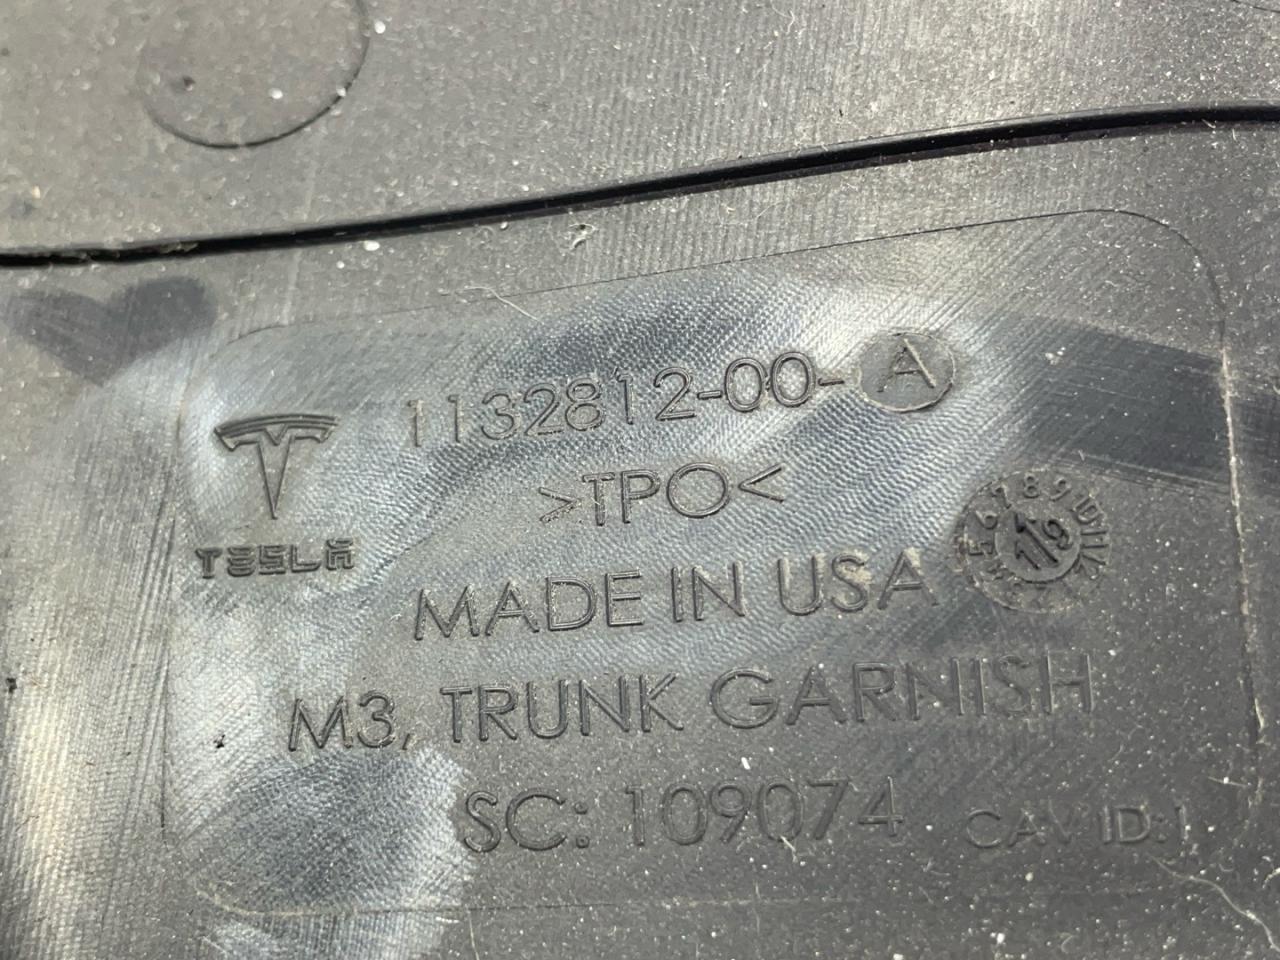 1132812-00-A
TESLA
>TPO<
MADE IN USA
M3, TRUNK GARNISH
SC: 109074
CAV ID:1